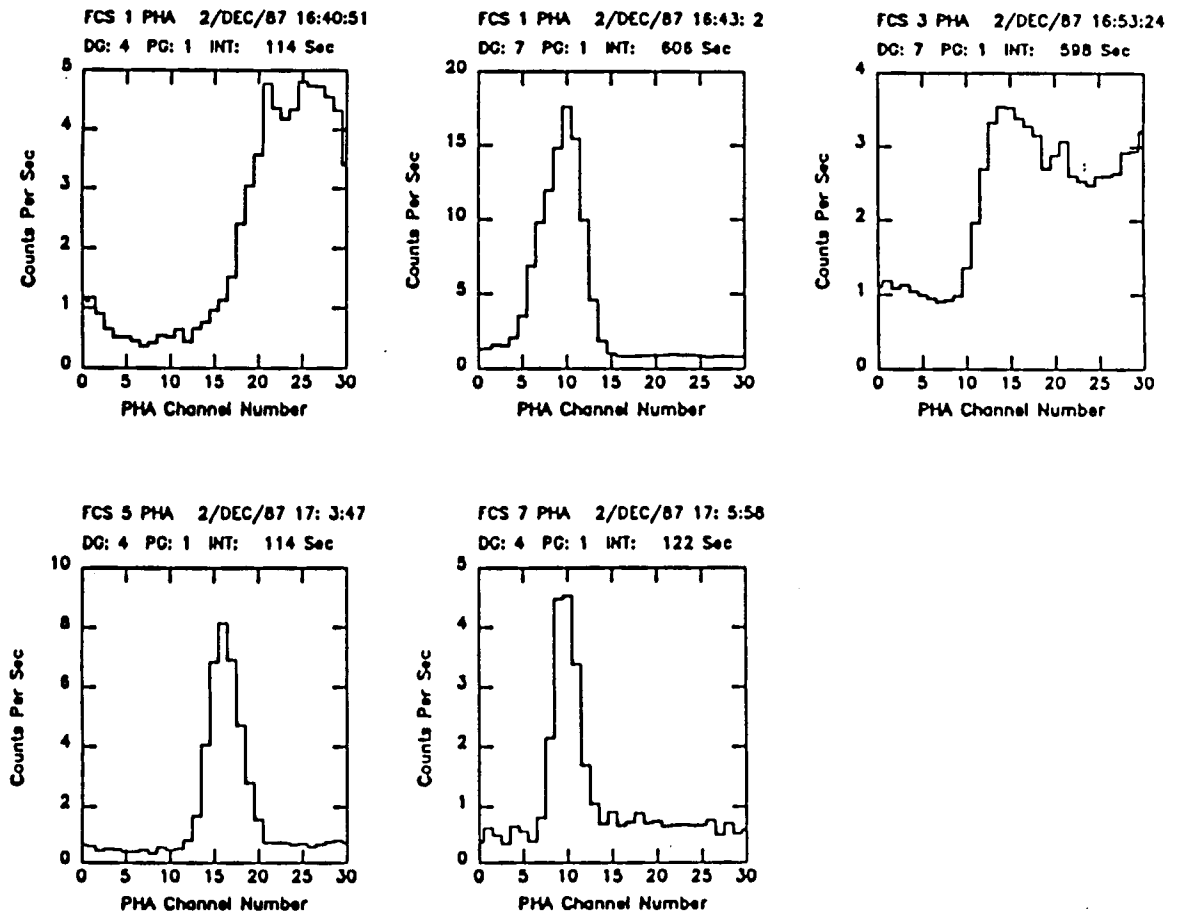 FCS 1 PHA 2/DEC/87 16:40:51
DG: 4 PG: 1 INT: 114 Sec
5
4
3
2
1
0
Counts Per Sec
0 5 10 15 20 25 30
PHA Channel Number
FCS 1 PHA 2/DEC/87 16:43: 2
DG: 7 PG: 1 INT: 606 Sec
20
15
10
5
0
Counts Per Sec
0 5 10 15 20 25 30
PHA Channel Number
FCS 3 PHA 2/DEC/87 16:53:24
DG: 7 PG: 1 INT: 598 Sec
4
3
2
1
0
Counts Per Sec
0 5 10 15 20 25 30
PHA Channel Number
FCS 5 PHA 2/DEC/87 17: 3:47
DG: 4 PG: 1 INT: 114 Sec
10
8
6
4
2
0
Counts Per Sec
0 5 10 15 20 25 30
PHA Channel Number
FCS 7 PHA 2/DEC/87 17: 5:58
DG: 4 PG: 1 INT: 122 Sec
5
4
3
2
1
0
Counts Per Sec
0 5 10 15 20 25 30
PHA Channel Number